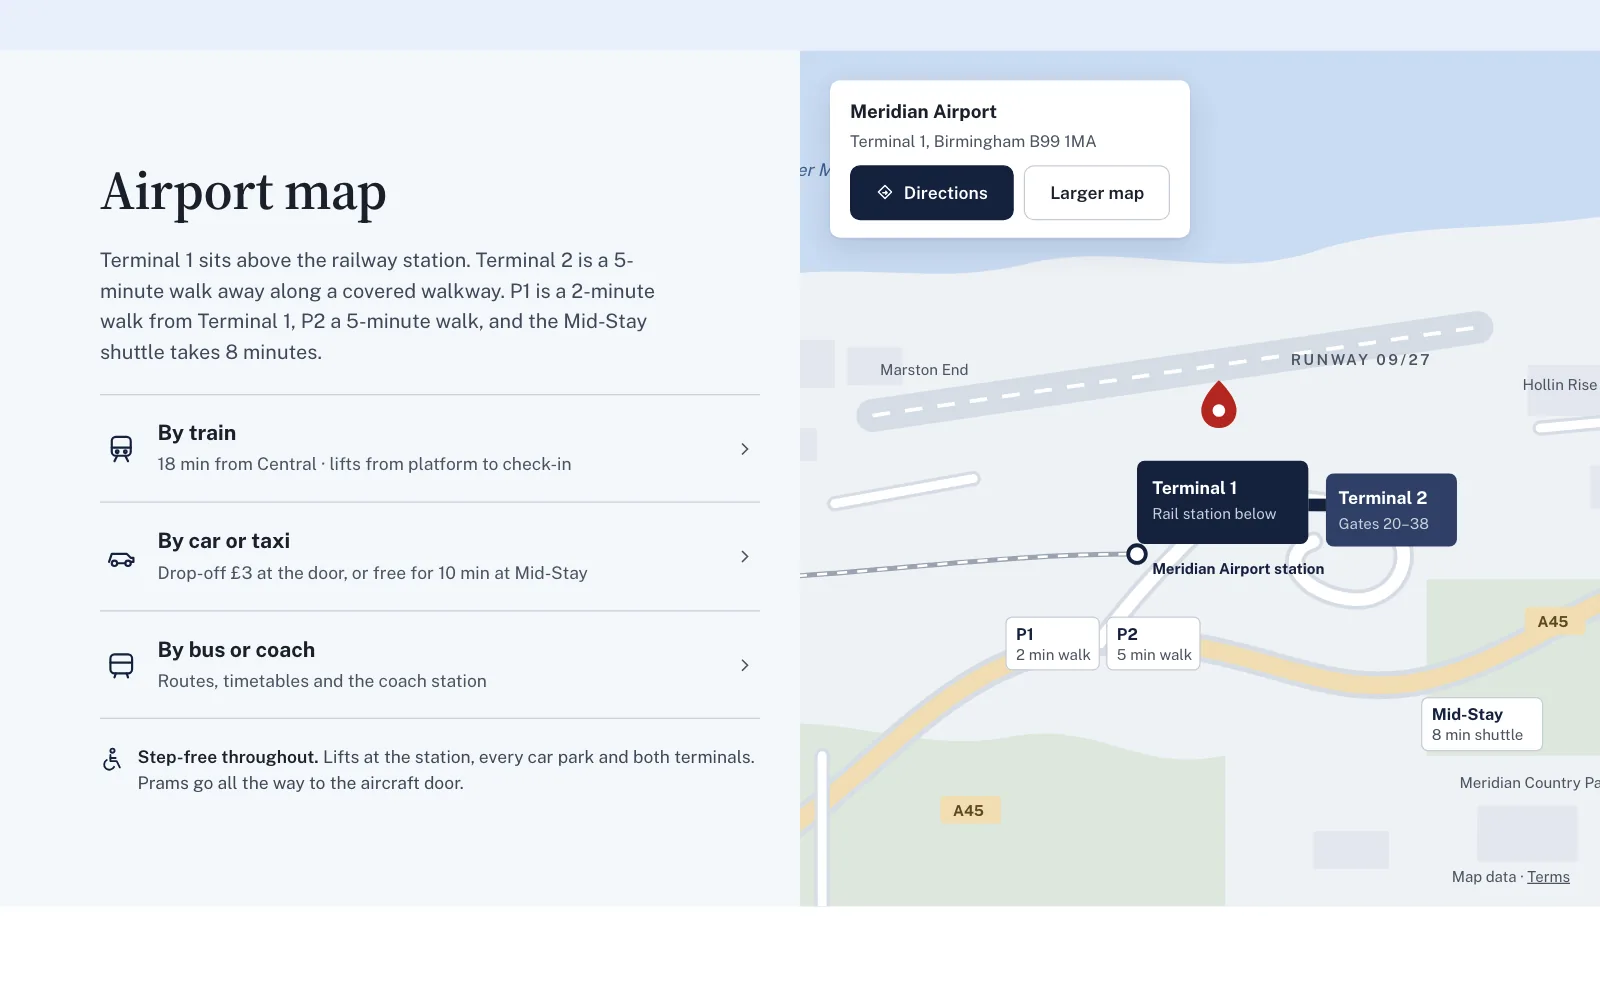 Airport map
Terminal 1 sits above the railway station. Terminal 2 is a 5-
minute walk away along a covered walkway. P1 is a 2-minute
walk from Terminal 1, P2 a 5-minute walk, and the Mid-Stay
shuttle takes 8 minutes.
By train
18 min from Central · lifts from platform to check-in
By car or taxi
Drop-off £3 at the door, or free for 10 min at Mid-Stay
By bus or coach
Routes, timetables and the coach station
Step-free throughout. Lifts at the station, every car park and both terminals.
Prams go all the way to the aircraft door.
Meridian Airport
Terminal 1, Birmingham B99 1MA
Directions
Larger map
RUNWAY 09/27
Marston End
Hollin Rise
Terminal 1
Rail station below
Terminal 2
Gates 20–38
Meridian Airport station
P1
2 min walk
P2
5 min walk
A45
Mid-Stay
8 min shuttle
Meridian Country
A45
Map data · Terms